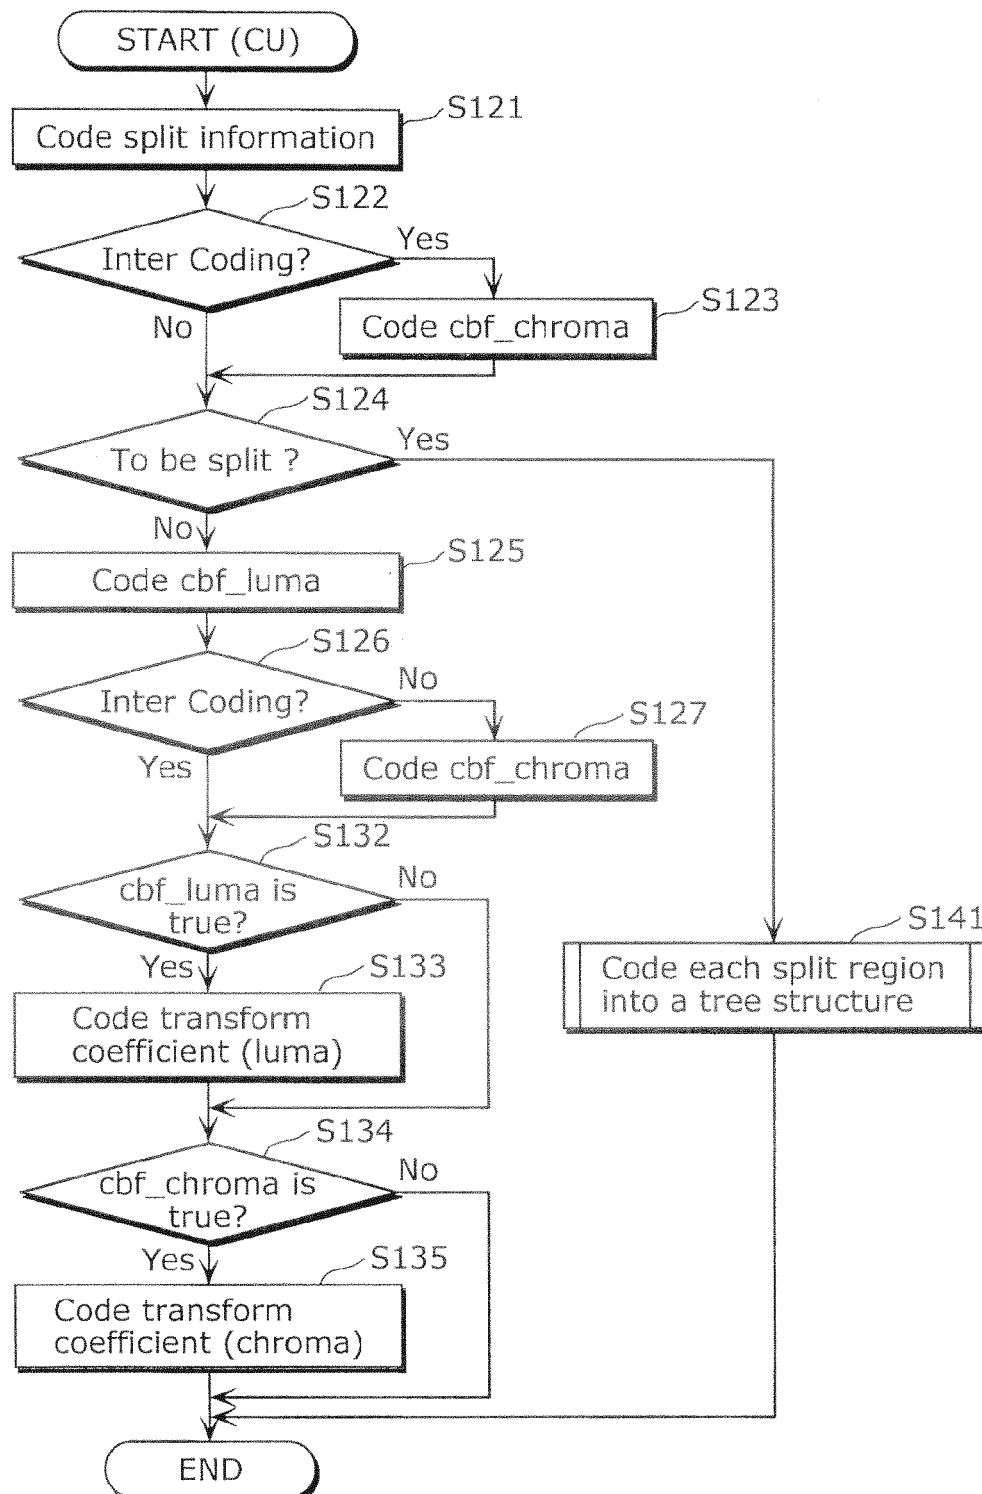 START (CU)
S121
Code split information
S122
Inter Coding?
Yes
No
S123
Code cbf_chroma
S124
To be split ?
Yes
No
S125
Code cbf_luma
S126
Inter Coding?
No
Yes
S127
Code cbf_chroma
S132
cbf_luma is
true?
No
Yes
S133
Code transform
coefficient (luma)
S141
Code each split region
into a tree structure
S134
cbf_chroma is
true?
No
Yes
S135
Code transform
coefficient (chroma)
END